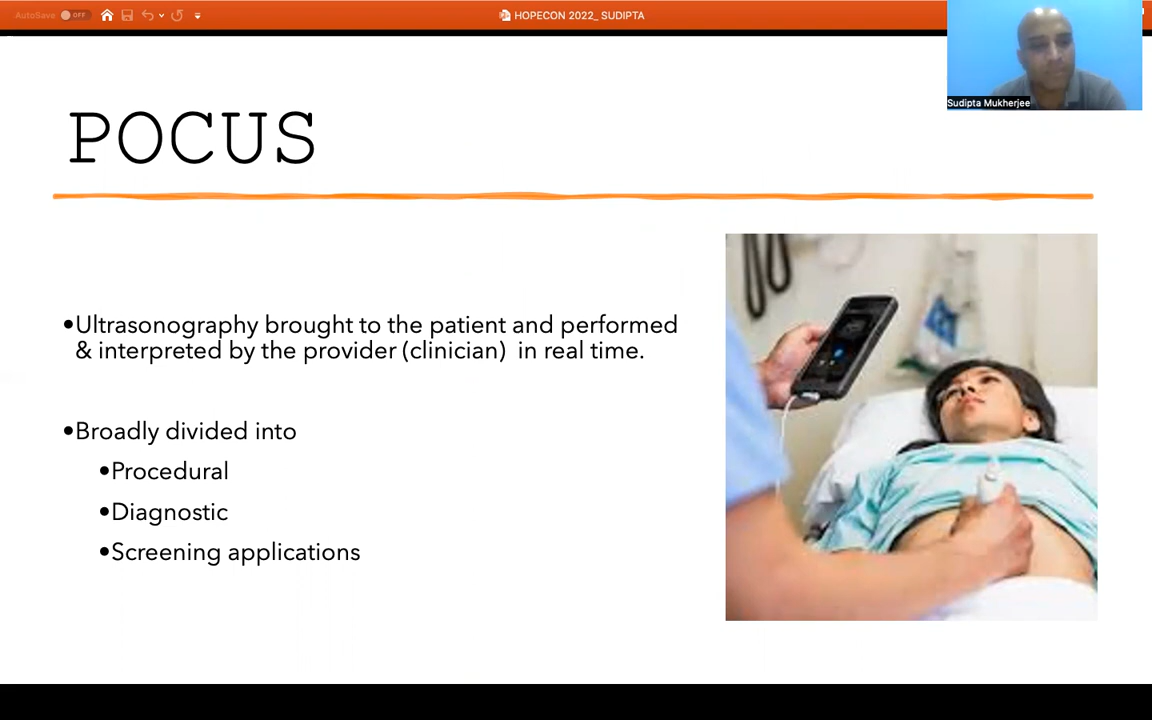 AutoSave OFF
HOPECON 2022_ SUDIPTA
Sudipta Mukherjee
POCUS
•Ultrasonography brought to the patient and performed
& interpreted by the provider (clinician) in real time.
•Broadly divided into
•Procedural
•Diagnostic
•Screening applications